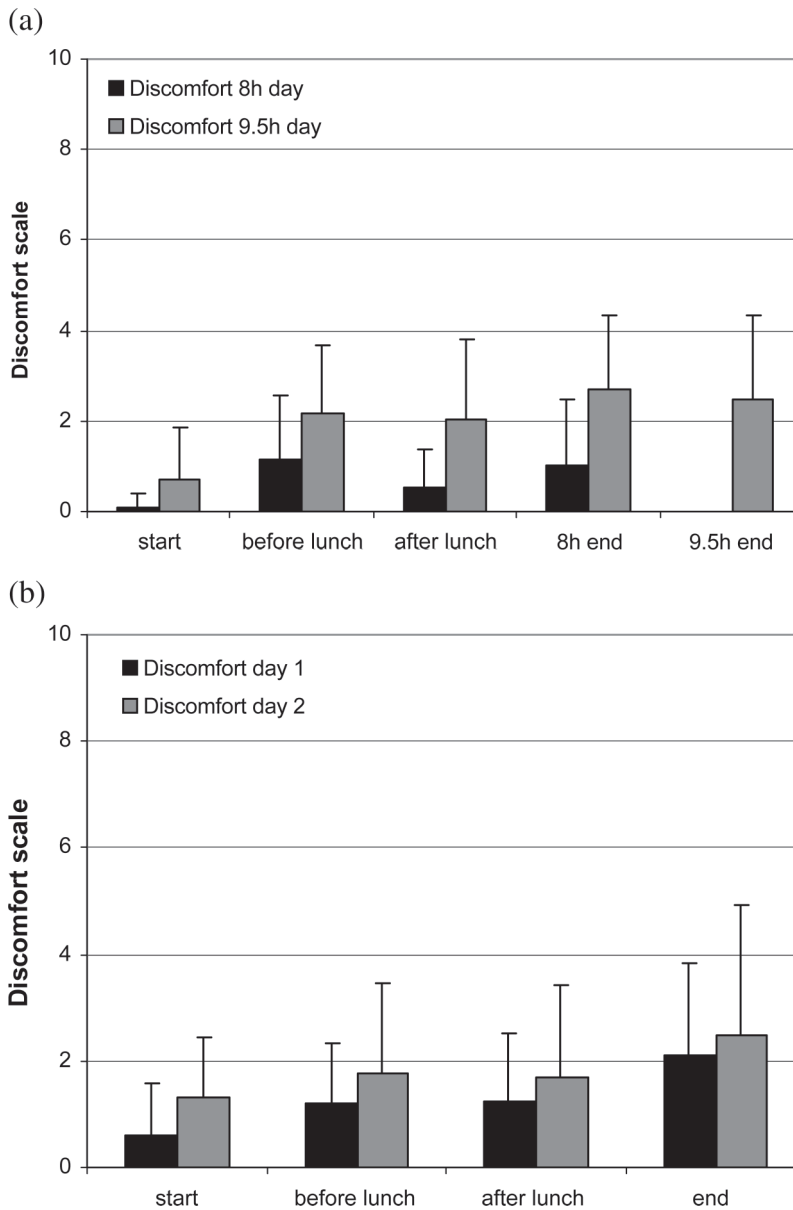 (a)
10
Discomfort 8h day
Discomfort 9.5h day
8
6
4
2
0
Discomfort scale
start before lunch after lunch 8h end 9.5h end
(b)
10
Discomfort day 1
Discomfort day 2
8
6
4
2
0
Discomfort scale
start before lunch after lunch end